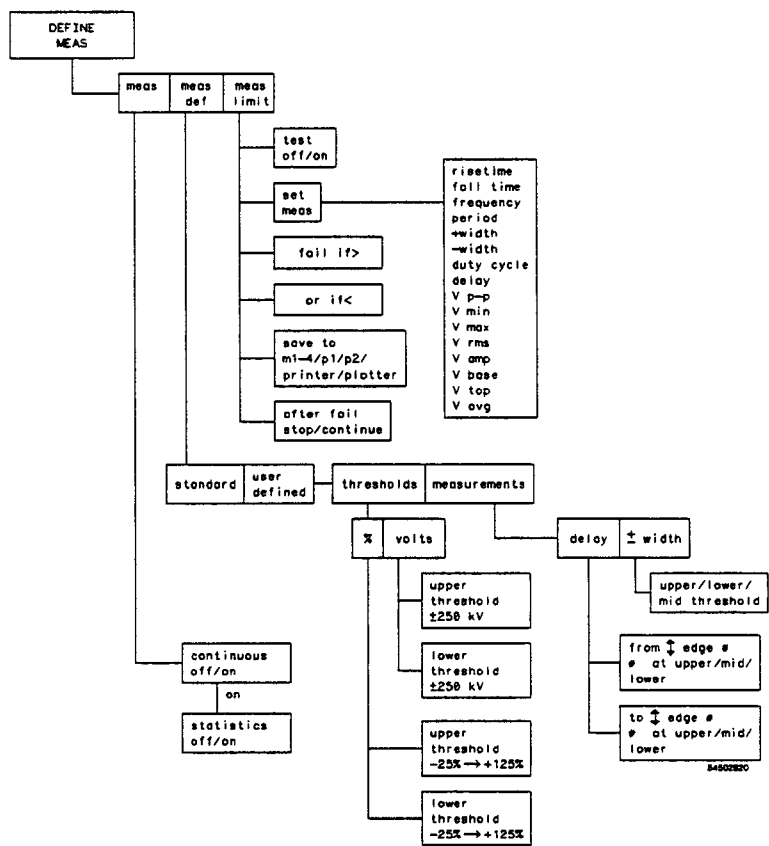 DEFINE
MEAS
meas
meas
def
meas
limit
test
off/on
set
meas
risetime
fall time
frequency
period
+width
-width
duty cycle
delay
V p-p
V min
V max
V rms
V amp
V base
V top
V avg
fail if>
or if<
save to
m1-4/p1/p2/
printer/plotter
after fail
stop/continue
standard
user
defined
thresholds
measurements
%
volts
delay
± width
upper
threshold
±250 kV
upper/lower/
mid threshold
lower
threshold
±250 kV
from ↕ edge #
# at upper/mid/
lower
continuous
off/on
on
statistics
off/on
upper
threshold
-25%→+125%
to ↕ edge #
# at upper/mid/
lower
54502B20
lower
threshold
-25%→+125%